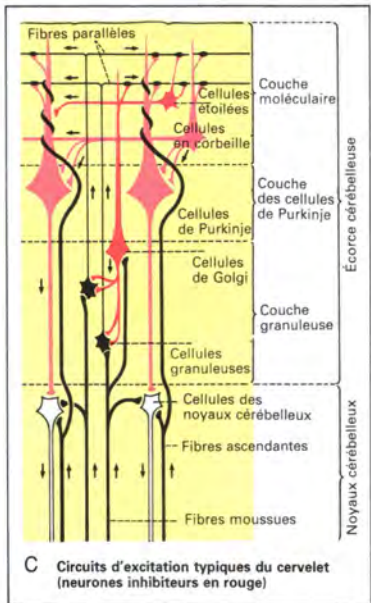 Fibres parallèles
Cellules
étoilées
Cellules
en corbeille
Couche
moléculaire
Cellules
de Purkinje
Couche
des cellules
de Purkinje
Écorce cérébelleuse
Cellules
de Golgi
Couche
granuleuse
Cellules
granuleuses
Cellules des
noyaux cérébelleux
Fibres ascendantes
Noyaux cérébelleux
Fibres moussues
C Circuits d'excitation typiques du cervelet
(neurones inhibiteurs en rouge)